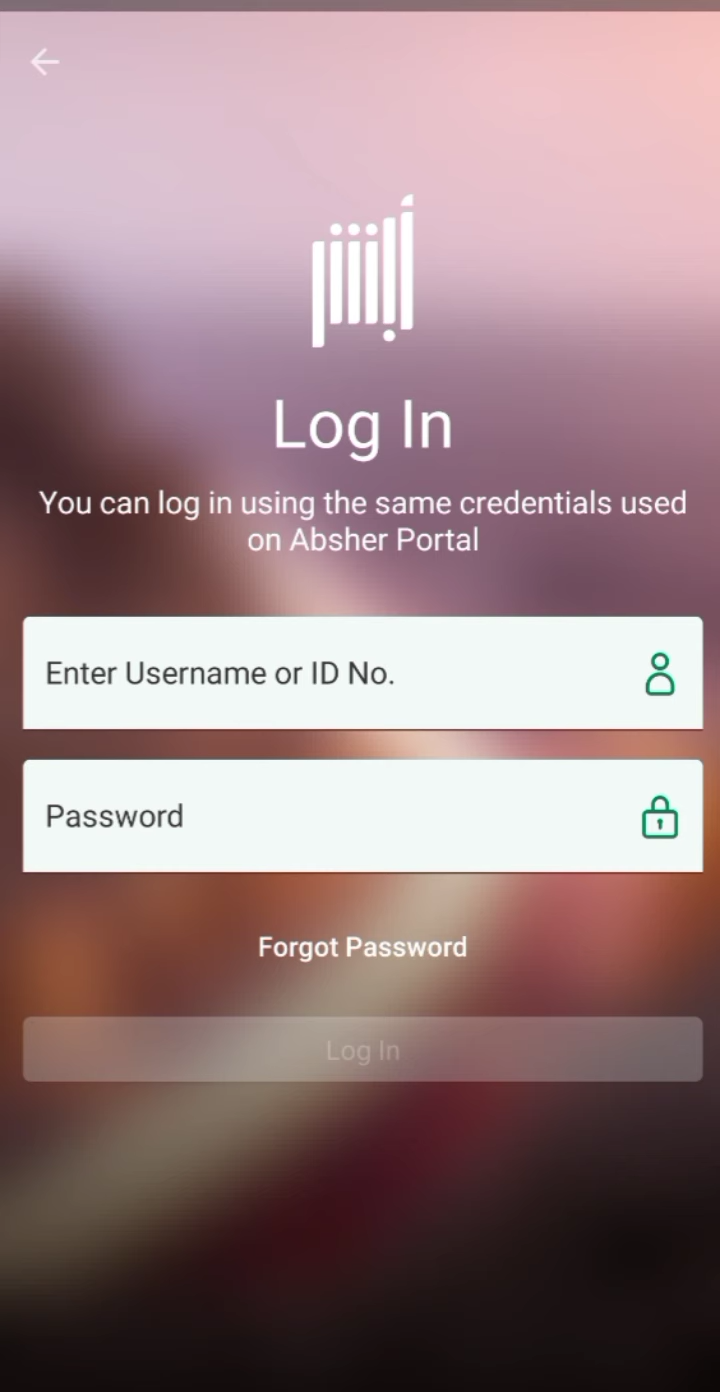 أبشر
Log In
You can log in using the same credentials used
on Absher Portal
Enter Username or ID No.
Password
Forgot Password
Log In